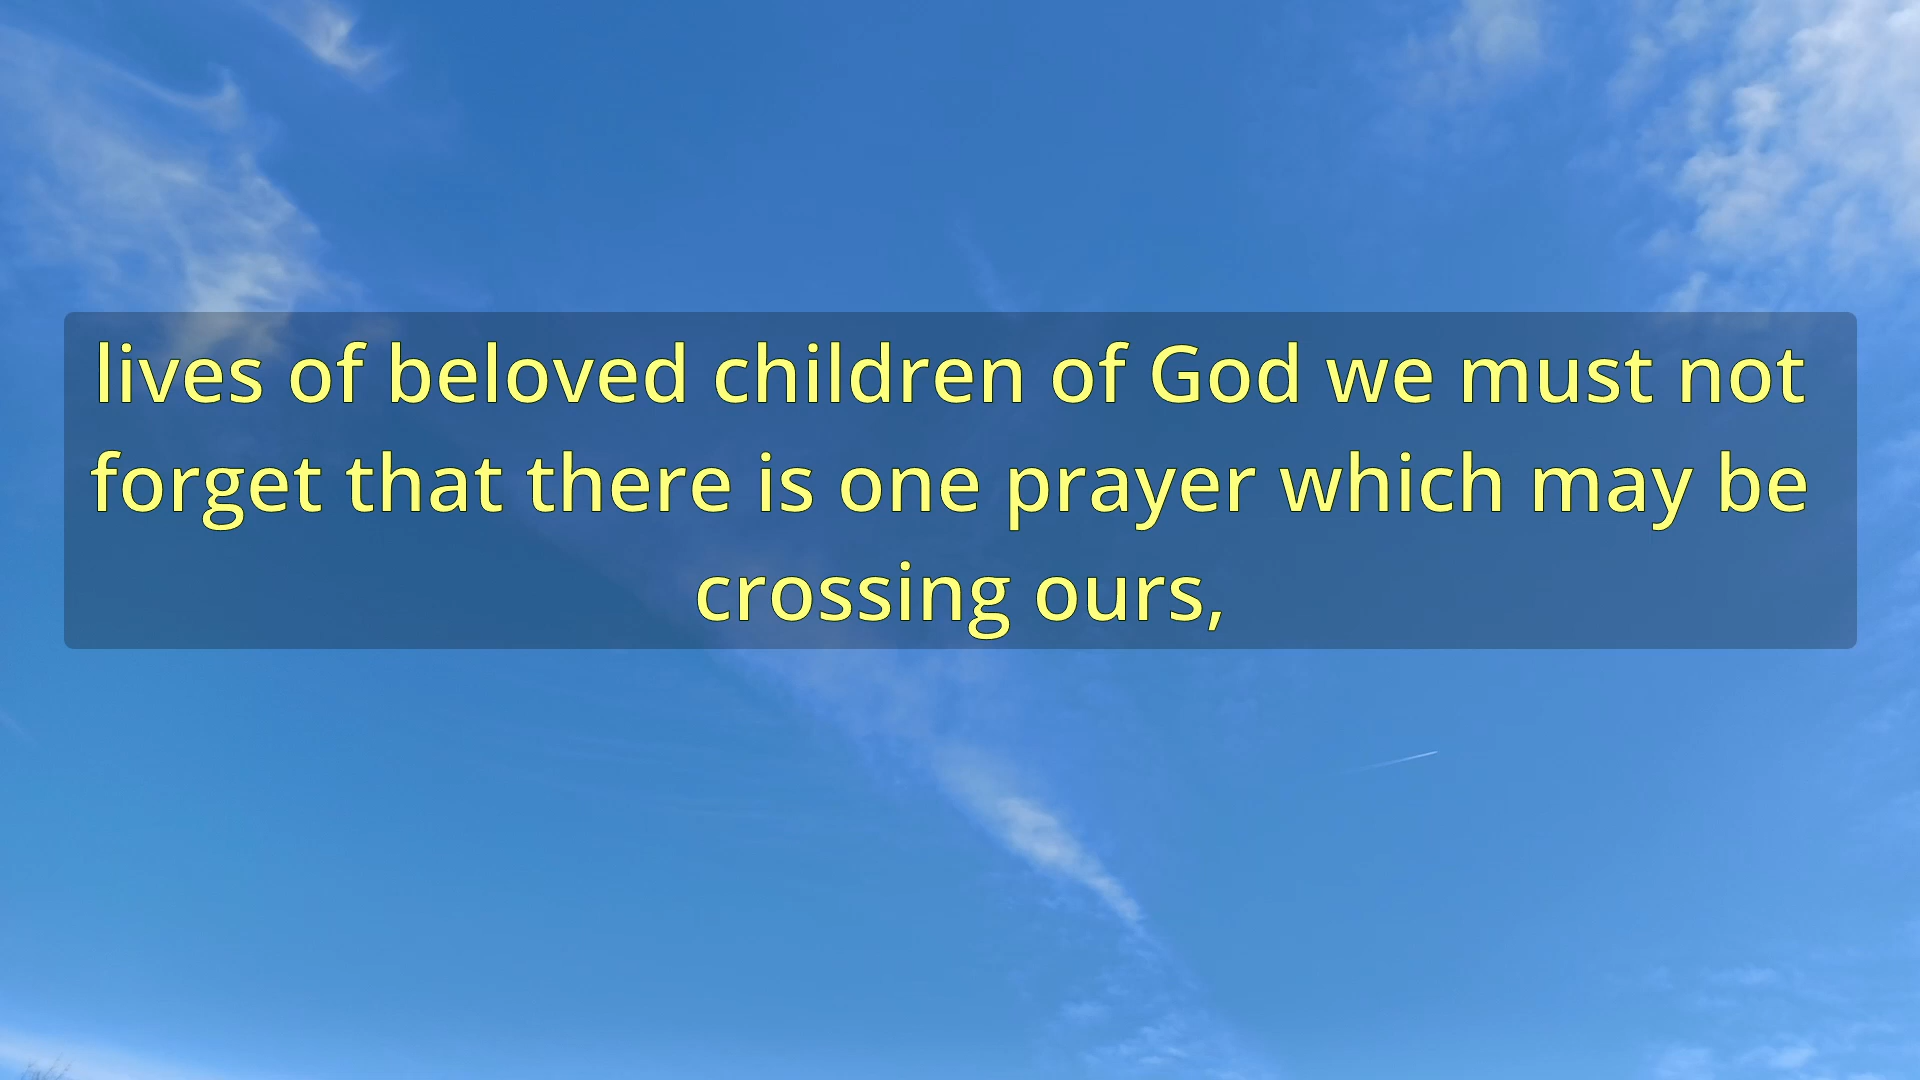 lives of beloved children of God we must not
forget that there is one prayer which may be
crossing ours,